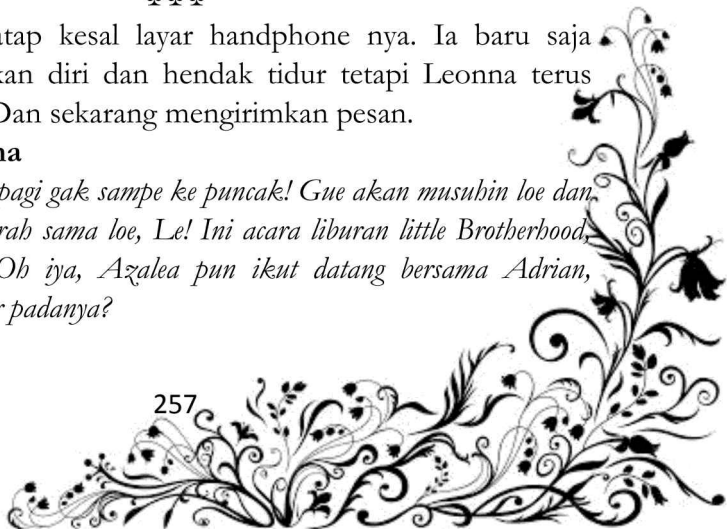 atap kesal layar handphone nya. Ia baru saja
kan diri dan hendak tidur tetapi Leonna terus
Dan sekarang mengirimkan pesan.
na
pagi gak sampe ke puncak! Gue akan musuhin loe dan
rah sama loe, Le! Ini acara liburan little Brotherhood,
Oh iya, Azalea pun ikut datang bersama Adrian,
r padanya?
257